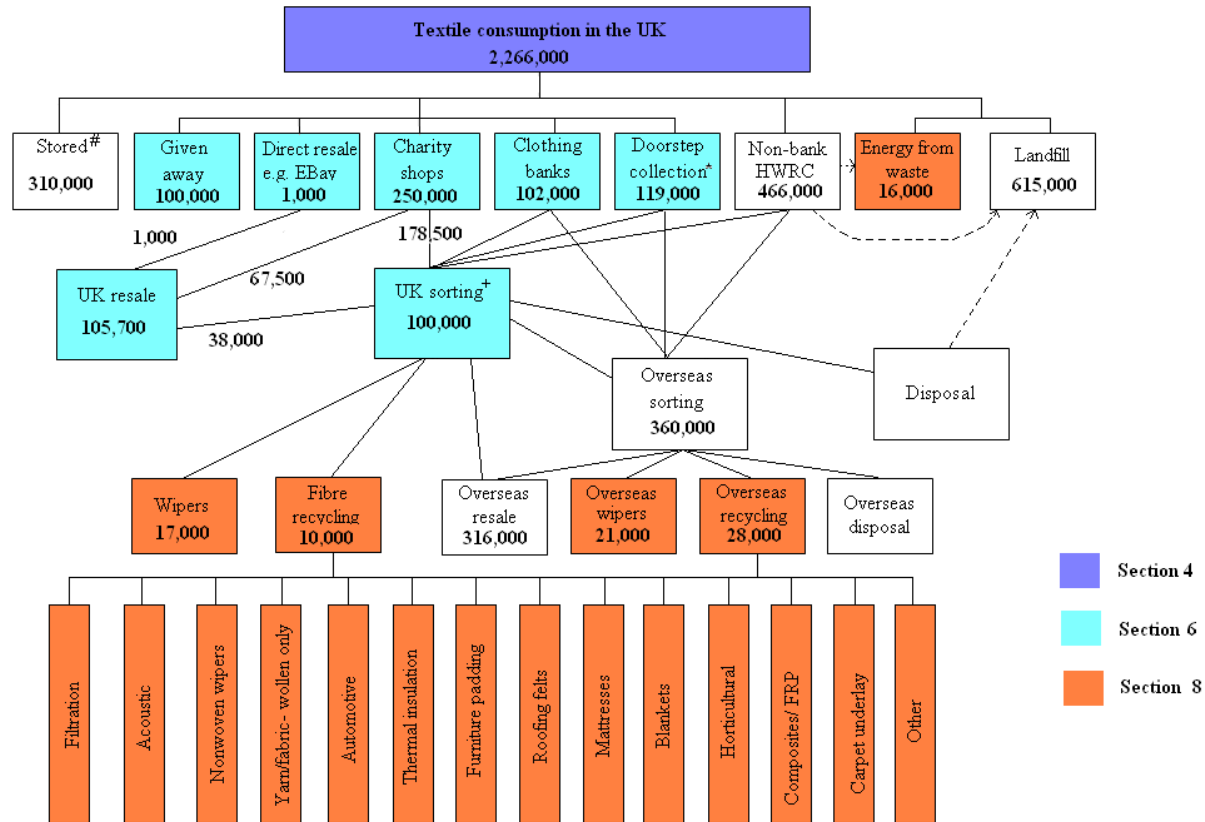 Textile consumption in the UK
2,266,000
Stored#
310,000
Given
away
100,000
Direct resale
e.g. EBay
1,000
Charity
shops
250,000
Clothing
banks
102,000
Doorstep
collection*
119,000
Non-bank
HWRC
466,000
Energy from
waste
16,000
Landfill
615,000
1,000
178,500
67,500
38,000
UK resale
105,700
UK sorting+
100,000
Overseas
sorting
360,000
Disposal
Wipers
17,000
Fibre
recycling
10,000
Overseas
resale
316,000
Overseas
wipers
21,000
Overseas
recycling
28,000
Overseas
disposal
Section 4
Section 6
Section 8
Filtration
Acoustic
Nonwoven wipers
Yarn/fabric- wollen only
Automotive
Thermal insulation
Furniture padding
Roofing felts
Mattresses
Blankets
Horticultural
Composites/ FRP
Carpet underlay
Other